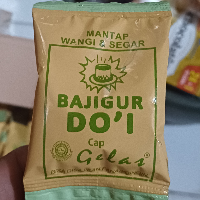 MANTAP
WANGI & SEGAR
BAJIGUR
DO'I
Cap
Gelas